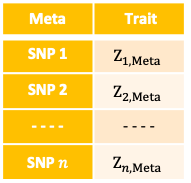 Meta Trait
SNP 1 Z1,Meta
SNP 2 Z2,Meta
---- ----
SNP n Zn,Meta